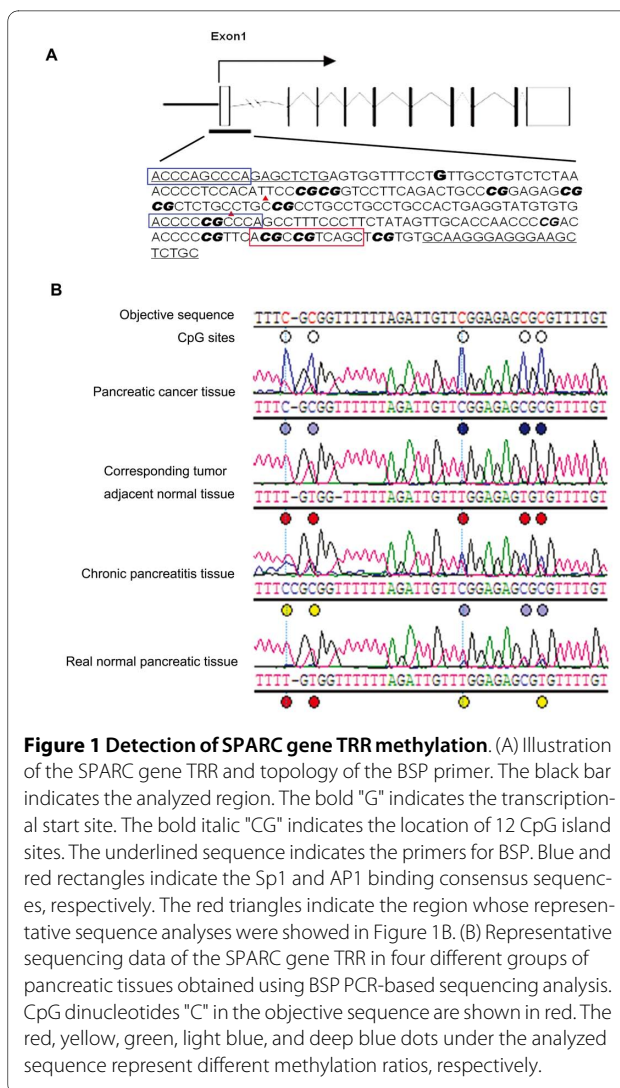 Exon1
A
ACCCAGCCCAGAGCTCTGAGTGGTTTCCTGTTGCCTGTCTCTAA
ACCCCTCCACATTCCCGCGGTCCTTCAGACTGCCCGGAGAGCG
CGCTCTGCCTGCCGCCTGCCTGCCTGCCACTGAGGTATGTGTG
ACCCCCGCCCAGCCTTTCCCTTCTATAGTTGCACCAACCCCGAC
ACCCCCGTTCACGCCGTCAGCTCGTGTGCAAGGGAGGGAAGC
TCTGC
B
Objective sequence TTTC-GCGGTTTTTTAGATTGTTCGGAGAGCGCGTTTTGT
CpG sites
Pancreatic cancer tissue
TTTC-GCGGTTTTTTAGATTGTTCGGAGAGCGCGTTTTGT
Corresponding tumor
adjacent normal tissue
TTTT-GTGG-TTTTTAGATTGTTTGGAGAGTGTGTTTTGT
Chronic pancreatitis tissue
TTTCCGCGGTTTTTTAGATTGTTCGGAGAGCGCGTTTTGT
Real normal pancreatic tissue
TTTT-GTGGTTTTTTAGATTGTTTGGAGAGCGTGTTTTGT
Figure 1 Detection of SPARC gene TRR methylation. (A) Illustration
of the SPARC gene TRR and topology of the BSP primer. The black bar
indicates the analyzed region. The bold "G" indicates the transcription-
al start site. The bold italic "CG" indicates the location of 12 CpG island
sites. The underlined sequence indicates the primers for BSP. Blue and
red rectangles indicate the Sp1 and AP1 binding consensus sequenc-
es, respectively. The red triangles indicate the region whose represen-
tative sequence analyses were showed in Figure 1B. (B) Representative
sequencing data of the SPARC gene TRR in four different groups of
pancreatic tissues obtained using BSP PCR-based sequencing analysis.
CpG dinucleotides "C" in the objective sequence are shown in red. The
red, yellow, green, light blue, and deep blue dots under the analyzed
sequence represent different methylation ratios, respectively.